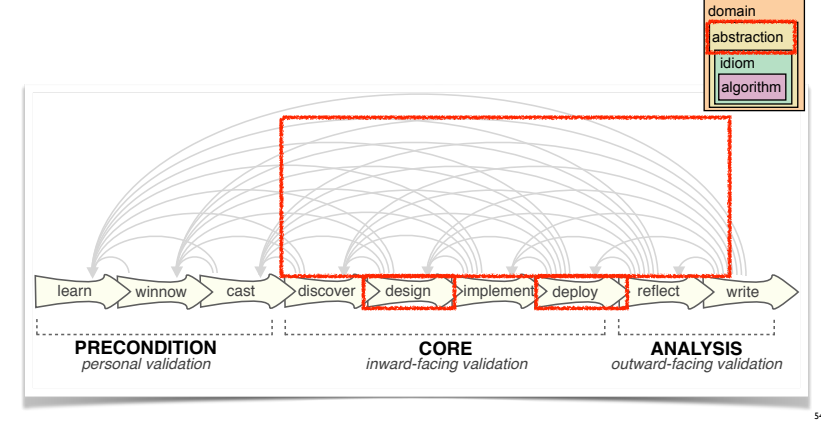 domain
abstraction
idiom
algorithm
learn winnow cast discover design implement deploy reflect write
PRECONDITION CORE ANALYSIS
personal validation inward-facing validation outward-facing validation
54